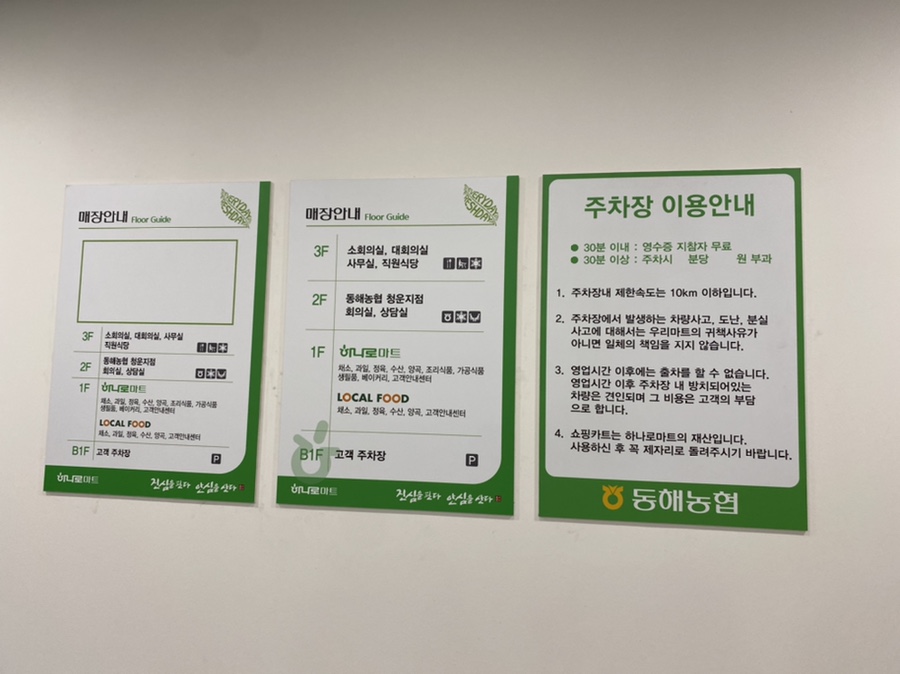 매장안내 Floor Guide
3F 소회의실, 대회의실, 사무실
직원식당
2F 동해농협 청운지점
회의실, 상담실
1F 하나로마트
채소, 과일, 정육, 수산, 양곡, 조리식품, 가공식품
생필품, 베이커리, 고객안내센터
LOCAL FOOD
채소, 과일, 정육, 수산, 양곡, 고객안내센터
B1F 고객 주차장 P
하나로마트 진심을 판다 안심을 산다
매장안내 Floor Guide
3F 소회의실, 대회의실
사무실, 직원식당
2F 동해농협 청운지점
회의실, 상담실
1F 하나로마트
채소, 과일, 정육, 수산, 양곡, 조리식품, 가공식품
생필품, 베이커리, 고객안내센터
LOCAL FOOD
채소, 과일, 정육, 수산, 양곡, 고객안내센터
B1F 고객 주차장 P
하나로마트 진심을 판다 안심을 산다
주차장 이용안내
● 30분 이내 : 영수증 지참자 무료
● 30분 이상 : 주차시 분당 원 부과
1. 주차장내 제한속도는 10km 이하입니다.
2. 주차장에서 발생하는 차량사고, 도난, 분실
사고에 대해서는 우리마트의 귀책사유가
아니면 일체의 책임을 지지 않습니다.
3. 영업시간 이후에는 출차를 할 수 없습니다.
영업시간 이후 주차장 내 방치되어있는
차량은 견인되며 그 비용은 고객의 부담
으로 합니다.
4. 쇼핑카트는 하나로마트의 재산입니다.
사용하신 후 꼭 제자리로 돌려주시기 바랍니다.
동해농협